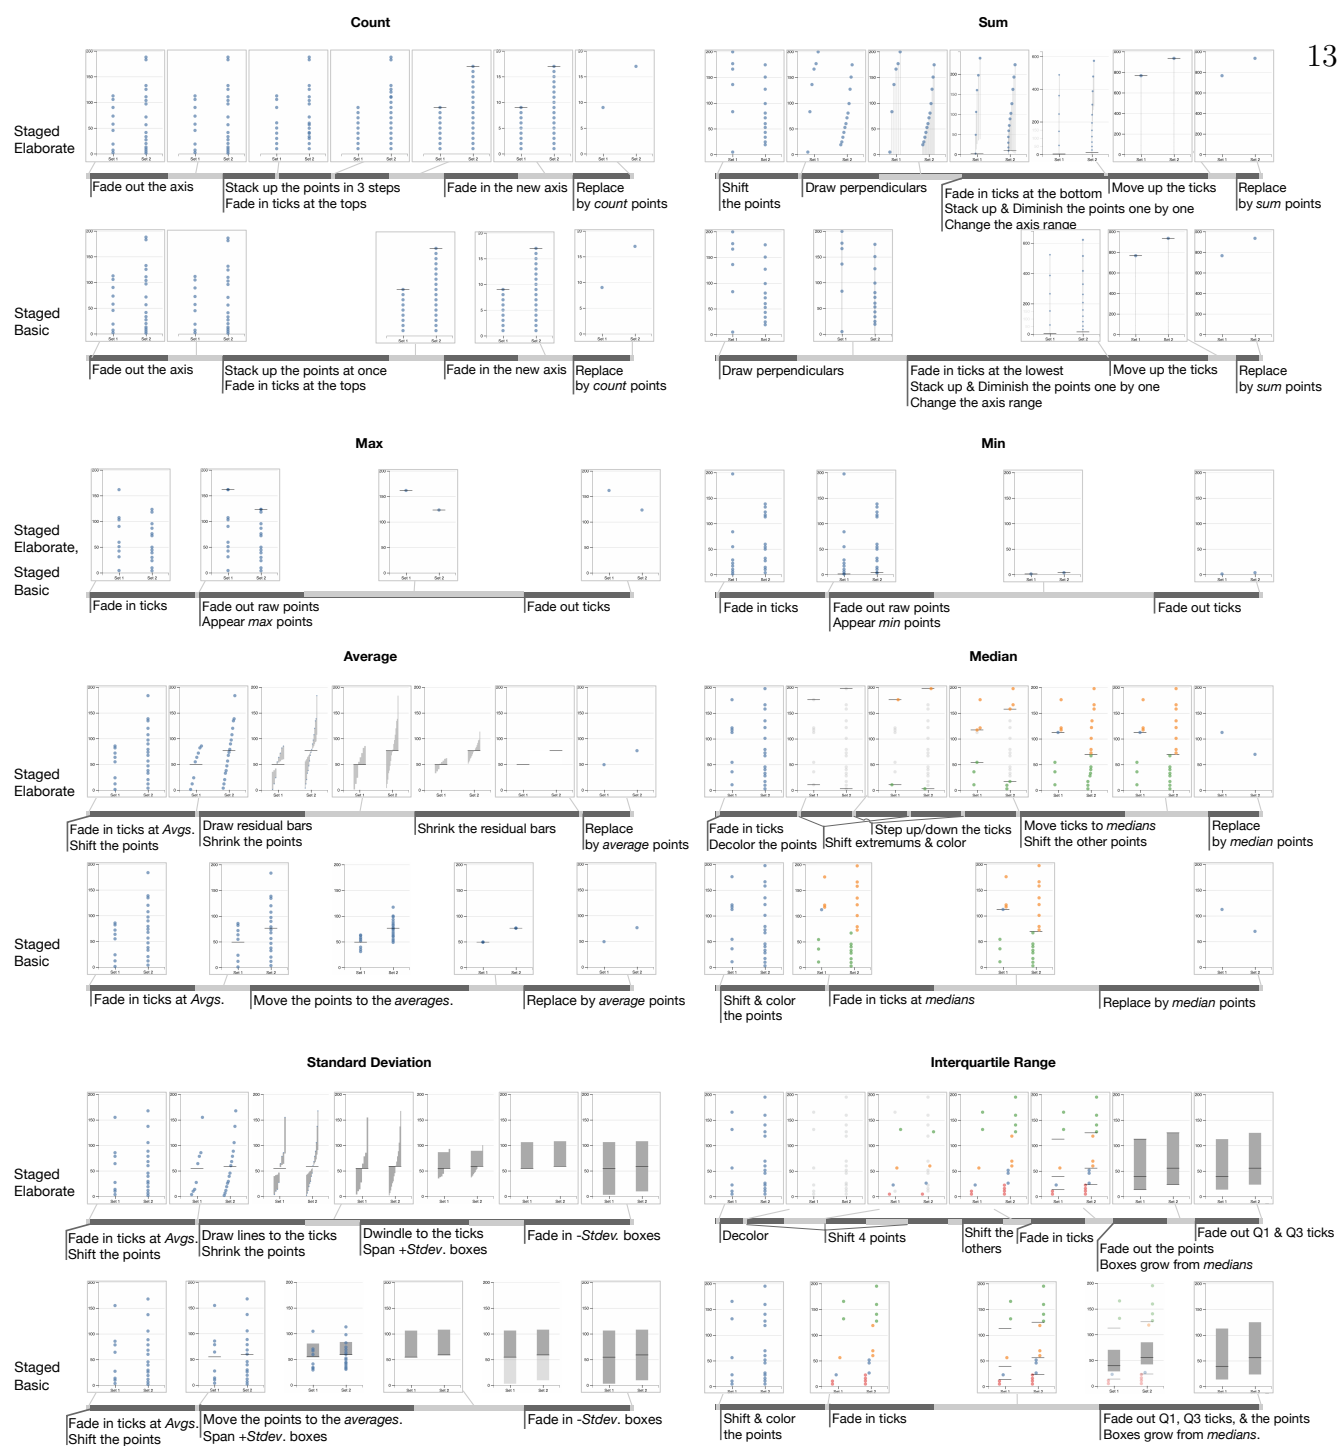 13
Count
Staged
Elaborate
Fade out the axis
Stack up the points in 3 steps
Fade in ticks at the tops
Fade in the new axis
Replace
by count points
Staged
Basic
Fade out the axis
Stack up the points at once
Fade in ticks at the tops
Fade in the new axis
Replace
by count points
Sum
Shift
the points
Draw perpendiculars
Fade in ticks at the bottom
Stack up & Diminish the points one by one
Change the axis range
Move up the ticks
Replace
by sum points
Draw perpendiculars
Fade in ticks at the lowest
Stack up & Diminish the points one by one
Change the axis range
Move up the ticks
Replace
by sum points
Max
Staged
Elaborate,
Staged
Basic
Fade in ticks
Fade out raw points
Appear max points
Fade out ticks
Min
Fade in ticks
Fade out raw points
Appear min points
Fade out ticks
Average
Staged
Elaborate
Fade in ticks at Avgs.
Shift the points
Draw residual bars
Shrink the points
Shrink the residual bars
Replace
by average points
Staged
Basic
Fade in ticks at Avgs.
Move the points to the averages.
Replace by average points
Median
Fade in ticks
Decolor the points
Shift extremums & color
Step up/down the ticks
Move ticks to medians
Shift the other points
Replace
by median points
Shift & color
the points
Fade in ticks at medians
Replace by median points
Standard Deviation
Staged
Elaborate
Fade in ticks at Avgs.
Shift the points
Draw lines to the ticks
Shrink the points
Dwindle to the ticks
Span +Stdev. boxes
Fade in -Stdev. boxes
Staged
Basic
Fade in ticks at Avgs.
Shift the points
Move the points to the averages.
Span +Stdev. boxes
Fade in -Stdev. boxes
Interquartile Range
Decolor
Shift 4 points
Shift the
others
Fade in ticks
Fade out the points
Boxes grow from medians
Fade out Q1 & Q3 ticks
Shift & color
the points
Fade in ticks
Fade out Q1, Q3 ticks, & the points
Boxes grow from medians.